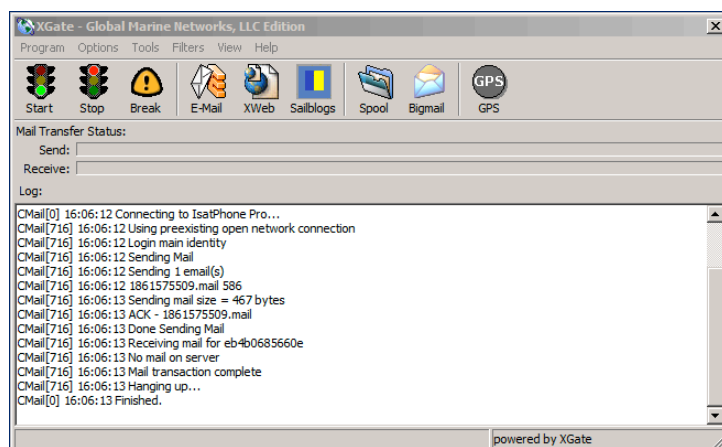 XGate - Global Marine Networks, LLC Edition
Program Options Tools Filters View Help
Start Stop Break E-Mail XWeb Sailblogs Spool Bigmail GPS GPS
Mail Transfer Status:
Send:
Receive:
Log:
CMail[0] 16:06:12 Connecting to IsatPhone Pro...
CMail[716] 16:06:12 Using preexisting open network connection
CMail[716] 16:06:12 Login main identity
CMail[716] 16:06:12 Sending Mail
CMail[716] 16:06:12 Sending 1 email(s)
CMail[716] 16:06:12 1861575509.mail 586
CMail[716] 16:06:13 Sending mail size = 467 bytes
CMail[716] 16:06:13 ACK - 1861575509.mail
CMail[716] 16:06:13 Done Sending Mail
CMail[716] 16:06:13 Receiving mail for eb4b0685660e
CMail[716] 16:06:13 No mail on server
CMail[716] 16:06:13 Mail transaction complete
CMail[716] 16:06:13 Hanging up...
CMail[0] 16:06:13 Finished.
powered by XGate